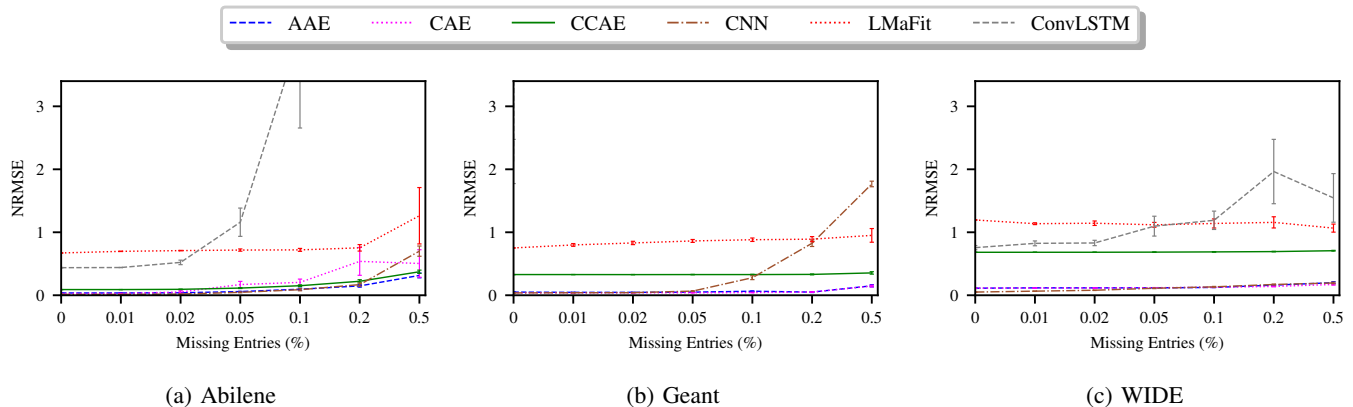 AAE CAE CCAE CNN LMaFit ConvLSTM
NRMSE
3
2
1
0
0 0.01 0.02 0.05 0.1 0.2 0.5
Missing Entries (%)
(a) Abilene
NRMSE
3
2
1
0
0 0.01 0.02 0.05 0.1 0.2 0.5
Missing Entries (%)
(b) Geant
NRMSE
3
2
1
0
0 0.01 0.02 0.05 0.1 0.2 0.5
Missing Entries (%)
(c) WIDE